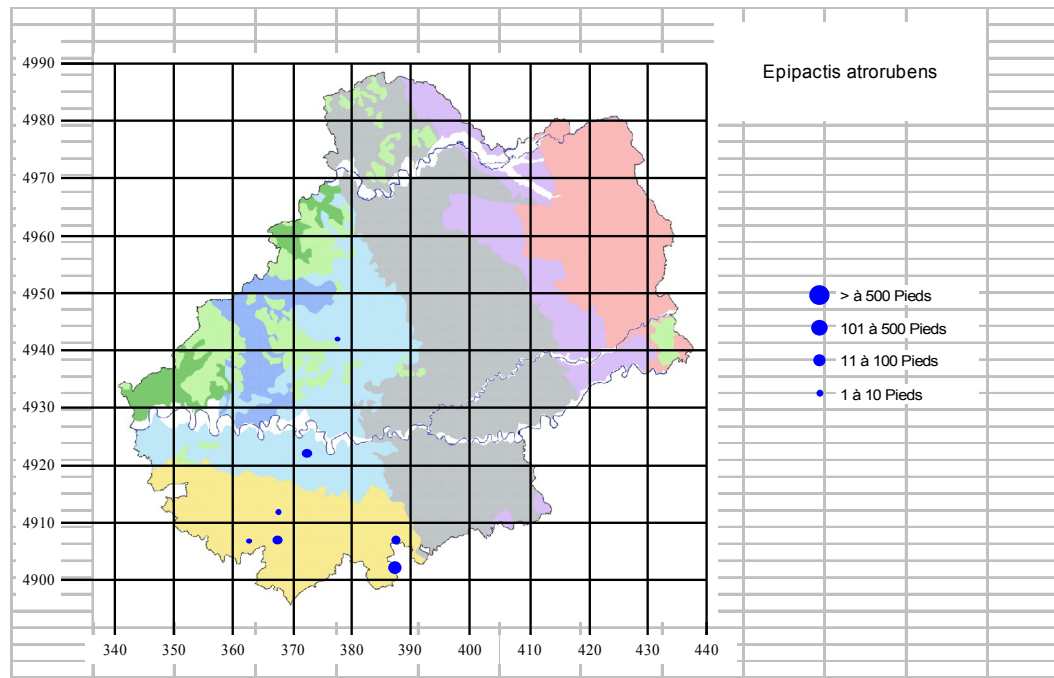 Epipactis atrorubens
4990
4980
4970
4960
4950
4940
4930
4920
4910
4900
> à 500 Pieds
101 à 500 Pieds
11 à 100 Pieds
1 à 10 Pieds
340 350 360 370 380 390 400 410 420 430 440